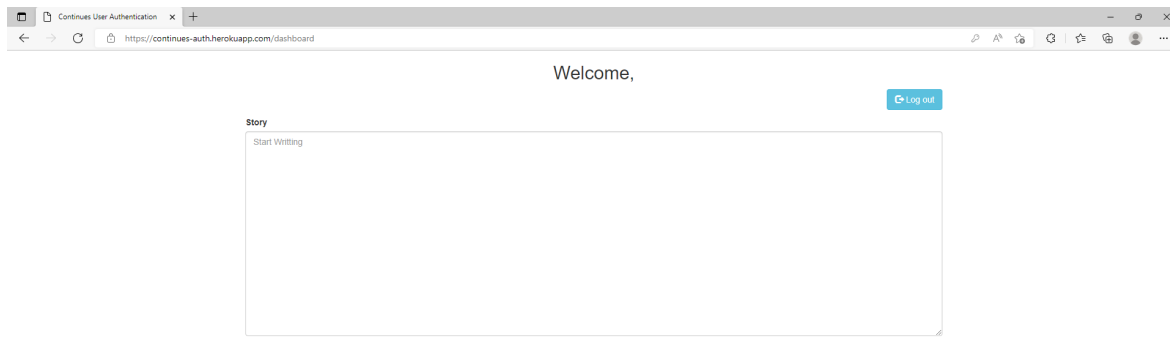 Continues User Authentication
https://continues-auth.herokuapp.com/dashboard
Welcome,
Log out
Story
Start Writting